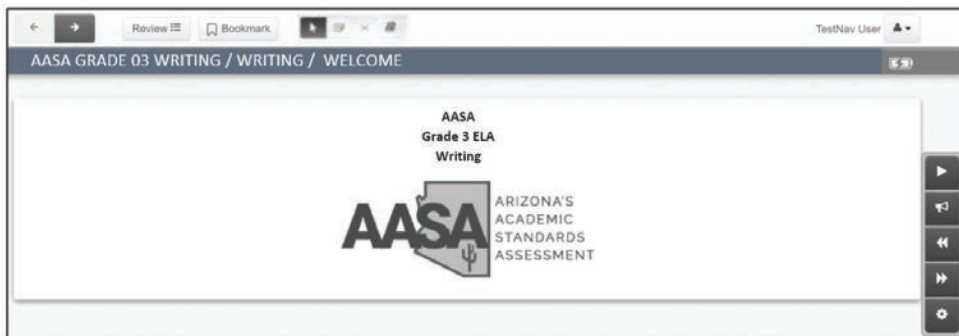 Review
Bookmark
TestNav User
AASA GRADE 03 WRITING / WRITING / WELCOME
AASA
Grade 3 ELA
Writing
AASA
ARIZONA'S
ACADEMIC
STANDARDS
ASSESSMENT